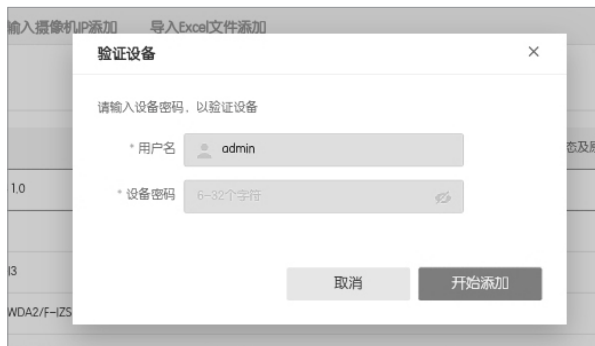 输入摄像机IP添加 导入Excel文件添加
验证设备
请输入设备密码，以验证设备
* 用户名 admin
态及
1.0
* 设备密码 6-32个字符
I3
取消 开始添加
WDA2/F-IZS